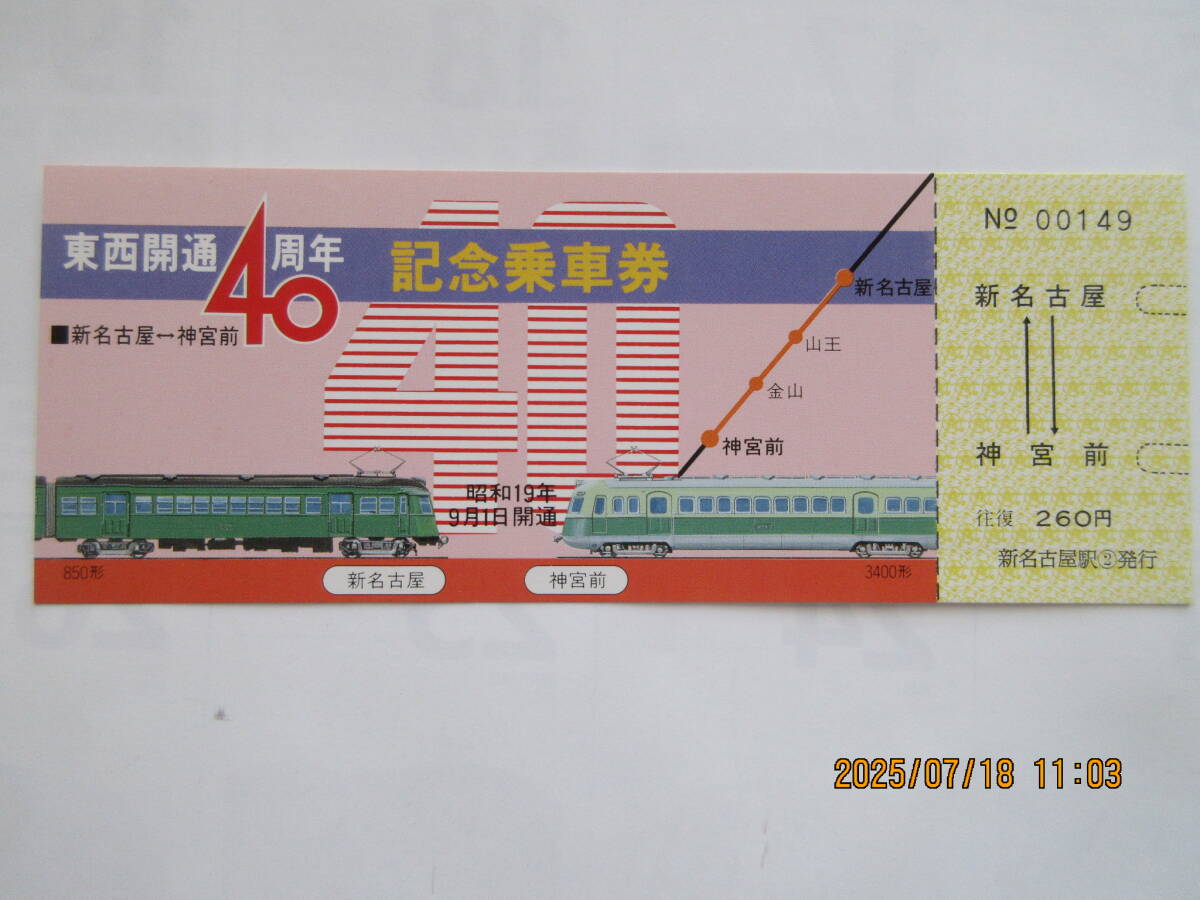 東西開通40周年
記念乗車券
40
■新名古屋↔神宮前
新名古屋
山王
金山
神宮前
昭和19年
9月1日開通
850形
新名古屋
神宮前
3400形
No 00149
新名古屋
神宮前
往復 260円
新名古屋駅②発行
2025/07/18 11:03